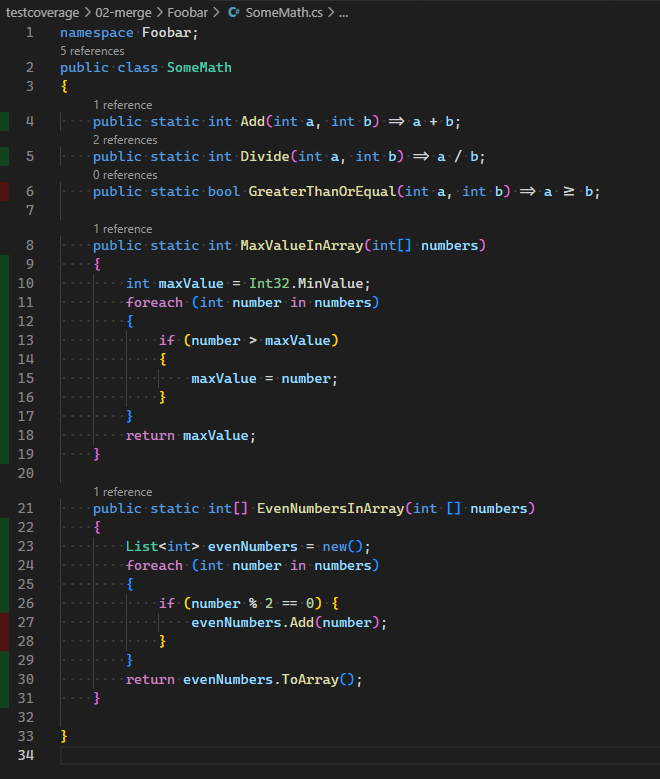 testcoverage > 02-merge > Foobar > C# SomeMath.cs > ...
1 namespace Foobar;
5 references
2 public class SomeMath
3 {
1 reference
4 public static int Add(int a, int b) ⇒ a + b;
2 references
5 public static int Divide(int a, int b) ⇒ a / b;
0 references
6 public static bool GreaterThanOrEqual(int a, int b) ⇒ a ≥ b;
7
1 reference
8 public static int MaxValueInArray(int[] numbers)
9 {
10 int maxValue = Int32.MinValue;
11 foreach (int number in numbers)
12 {
13 if (number > maxValue)
14 {
15 maxValue = number;
16 }
17 }
18 return maxValue;
19 }
20
1 reference
21 public static int[] EvenNumbersInArray(int [] numbers)
22 {
23 List<int> evenNumbers = new();
24 foreach (int number in numbers)
25 {
26 if (number % 2 == 0) {
27 evenNumbers.Add(number);
28 }
29 }
30 return evenNumbers.ToArray();
31 }
32
33 }
34